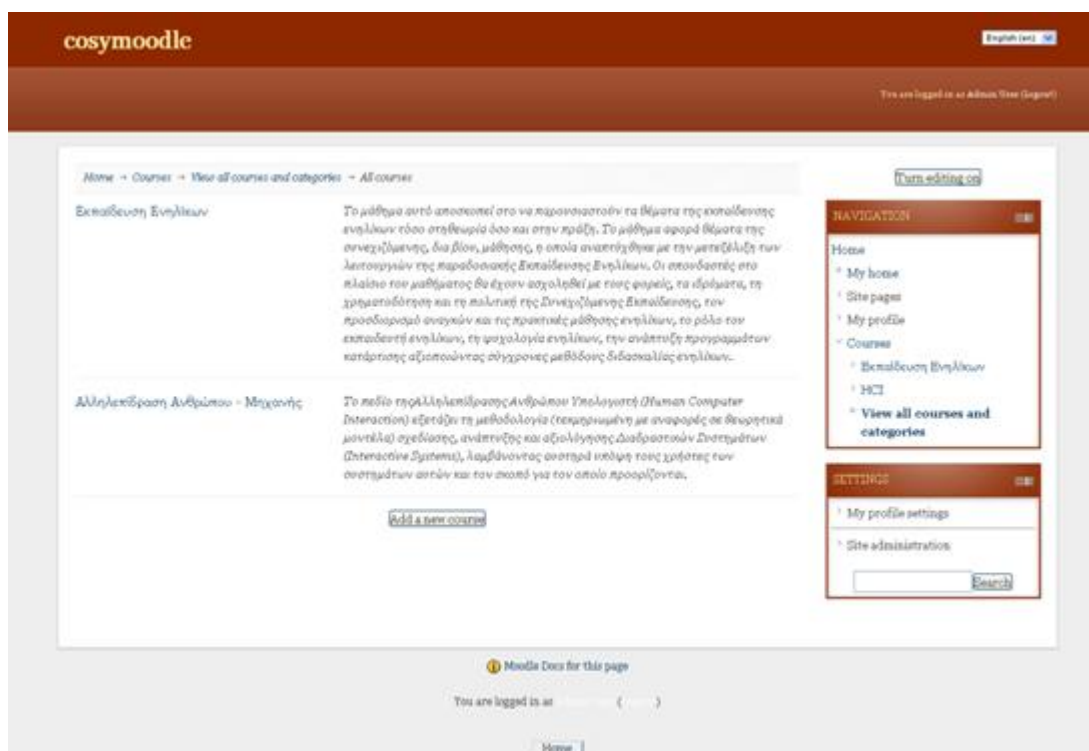 cosymoodle
English (en)
You are logged in as Admin User (Logout)
Home → Courses → View all courses and categories → All courses
Turn editing on
Εκπαίδευση Ενηλίκων
Το μάθημα αυτό αποσκοπεί στο να παρουσιαστούν τα θέματα της εκπαίδευσης
ενηλίκων τόσο στηθεωρία όσο και στην πράξη. Το μάθημα αφορά θέματα της
συνεχιζόμενης, δια βίου, μάθησης, η οποία αναπτύχθηκε με την μετεξέλιξη των
λειτουργιών της παραδοσιακής Εκπαίδευσης Ενηλίκων. Οι σπουδαστές στο
πλαίσιο του μαθήματος θα έχουν ασχοληθεί με τους φορείς, τα ιδρύματα, τη
χρηματοδότηση και τη πολιτική της Συνεχιζόμενης Εκπαίδευσης, τον
προσδιορισμό αναγκών και τις πρακτικές μάθησης ενηλίκων, το ρόλο του
εκπαιδευτή ενηλίκων, τη ψυχολογία ενηλίκων, την ανάπτυξη προγραμμάτων
κατάρτισης αξιοποιώντας σύγχρονες μεθόδους διδασκαλίας ενηλίκων.
Αλληλεπίδραση Ανθρώπου - Μηχανής
Το πεδίο τηςΑλληλεπίδρασης Ανθρώπου Υπολογιστή (Human Computer
Interaction) εξετάζει τη μεθοδολογία (τεκμηριωμένη με αναφορές σε θεωρητικά
μοντέλα) σχεδίασης, ανάπτυξης και αξιολόγησης Διαδραστικών Συστημάτων
(Interactive Systems), λαμβάνοντας αυστηρά υπόψη τους χρήστες των
συστημάτων αυτών και τον σκοπό για τον οποίο προορίζονται.
Add a new course
NAVIGATION
Home
My home
Site pages
My profile
Courses
Εκπαίδευση Ενηλίκων
HCI
View all courses and
categories
SETTINGS
My profile settings
Site administration
Search
Moodle Docs for this page
You are logged in as ( )
Home